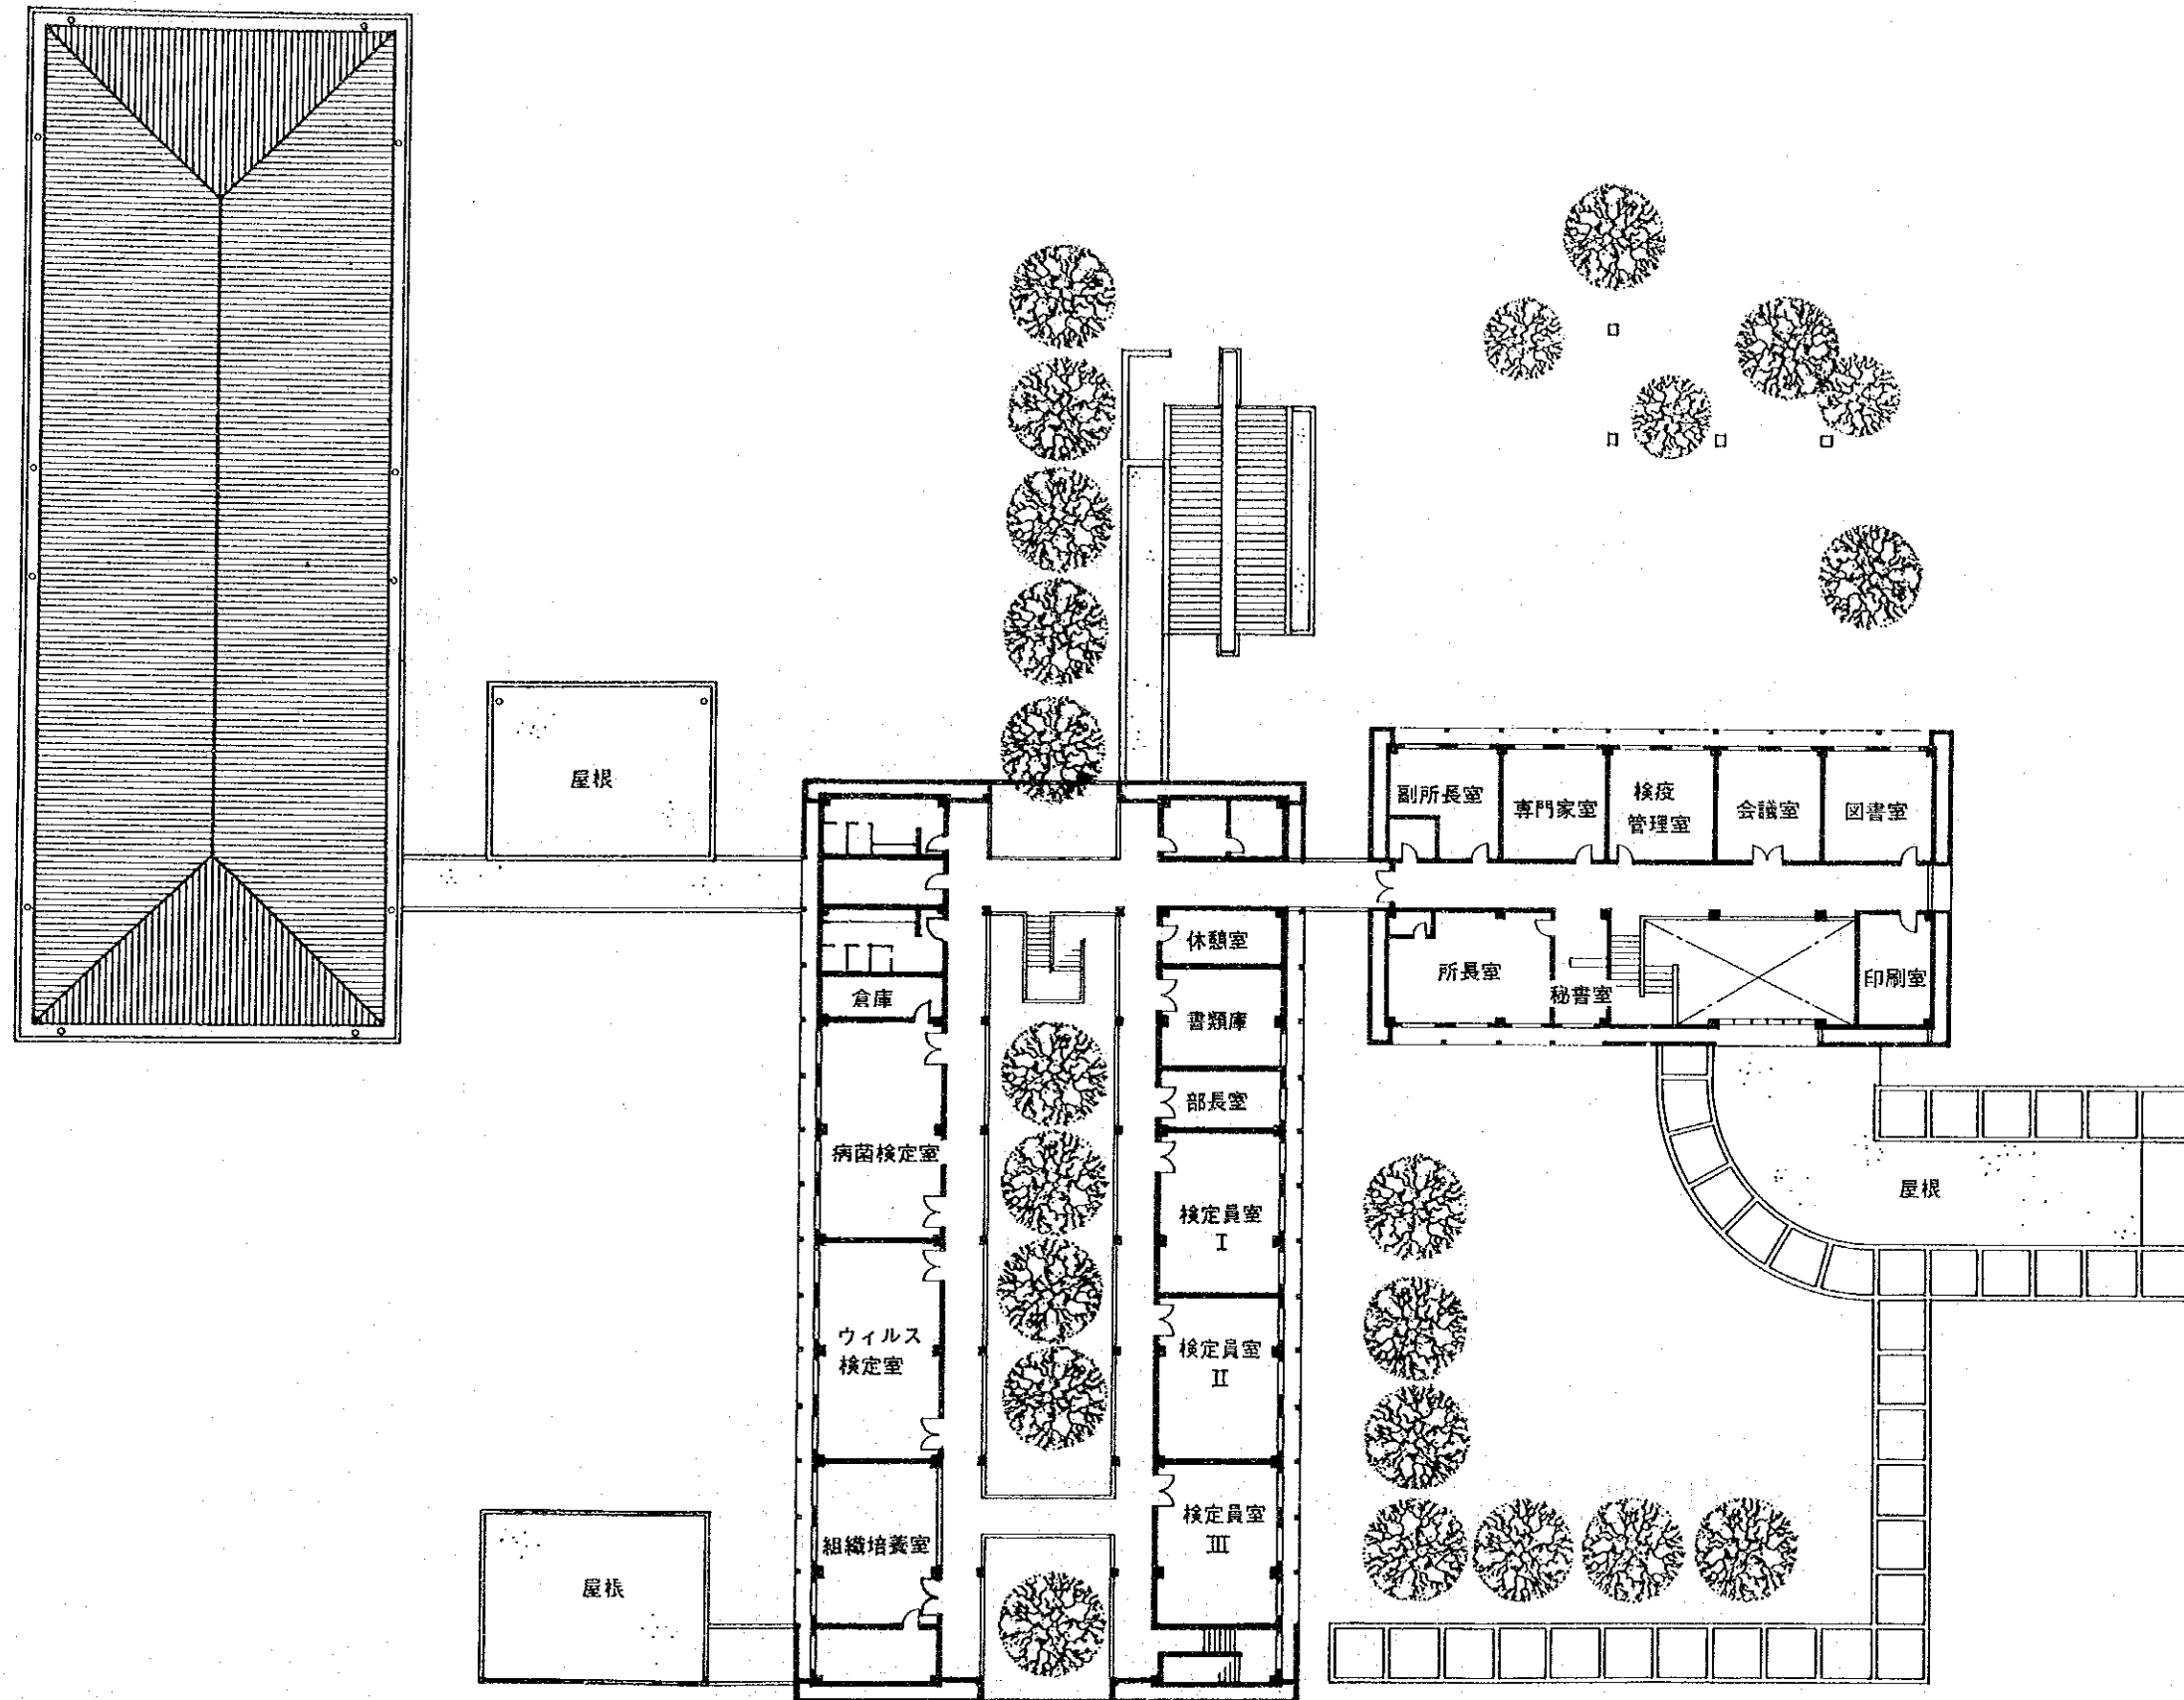 屋根
副所長室
専門家室
検疫
管理室
会議室
図書室
休憩室
所長室
秘書室
印刷室
倉庫
書類庫
部長室
病菌検定室
検定員室
I
屋根
ウィルス
検定室
検定員室
II
組織培養室
検定員室
III
屋根